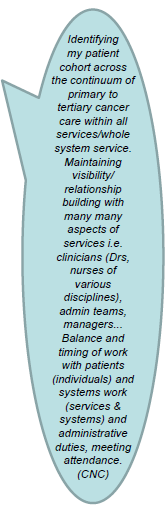 Identifying
my patient
cohort across
the continuum of
primary to
tertiary cancer
care within all
services/whole
system service.
Maintaining
visibility/
relationship
building with
many many
aspects of
services i.e.
clinicians (Drs,
nurses of
various
disciplines),
admin teams,
managers...
Balance and
timing of work
with patients
(individuals) and
systems work
(services &
systems) and
administrative
duties, meeting
attendance.
(CNC)